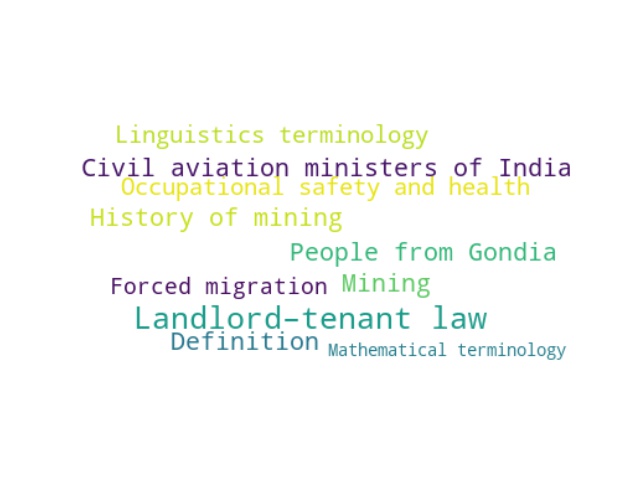 Linguistics terminology
Civil aviation ministers of India
Occupational safety and health
History of mining
People from Gondia
Forced migration Mining
Landlord–tenant law
Definition Mathematical terminology